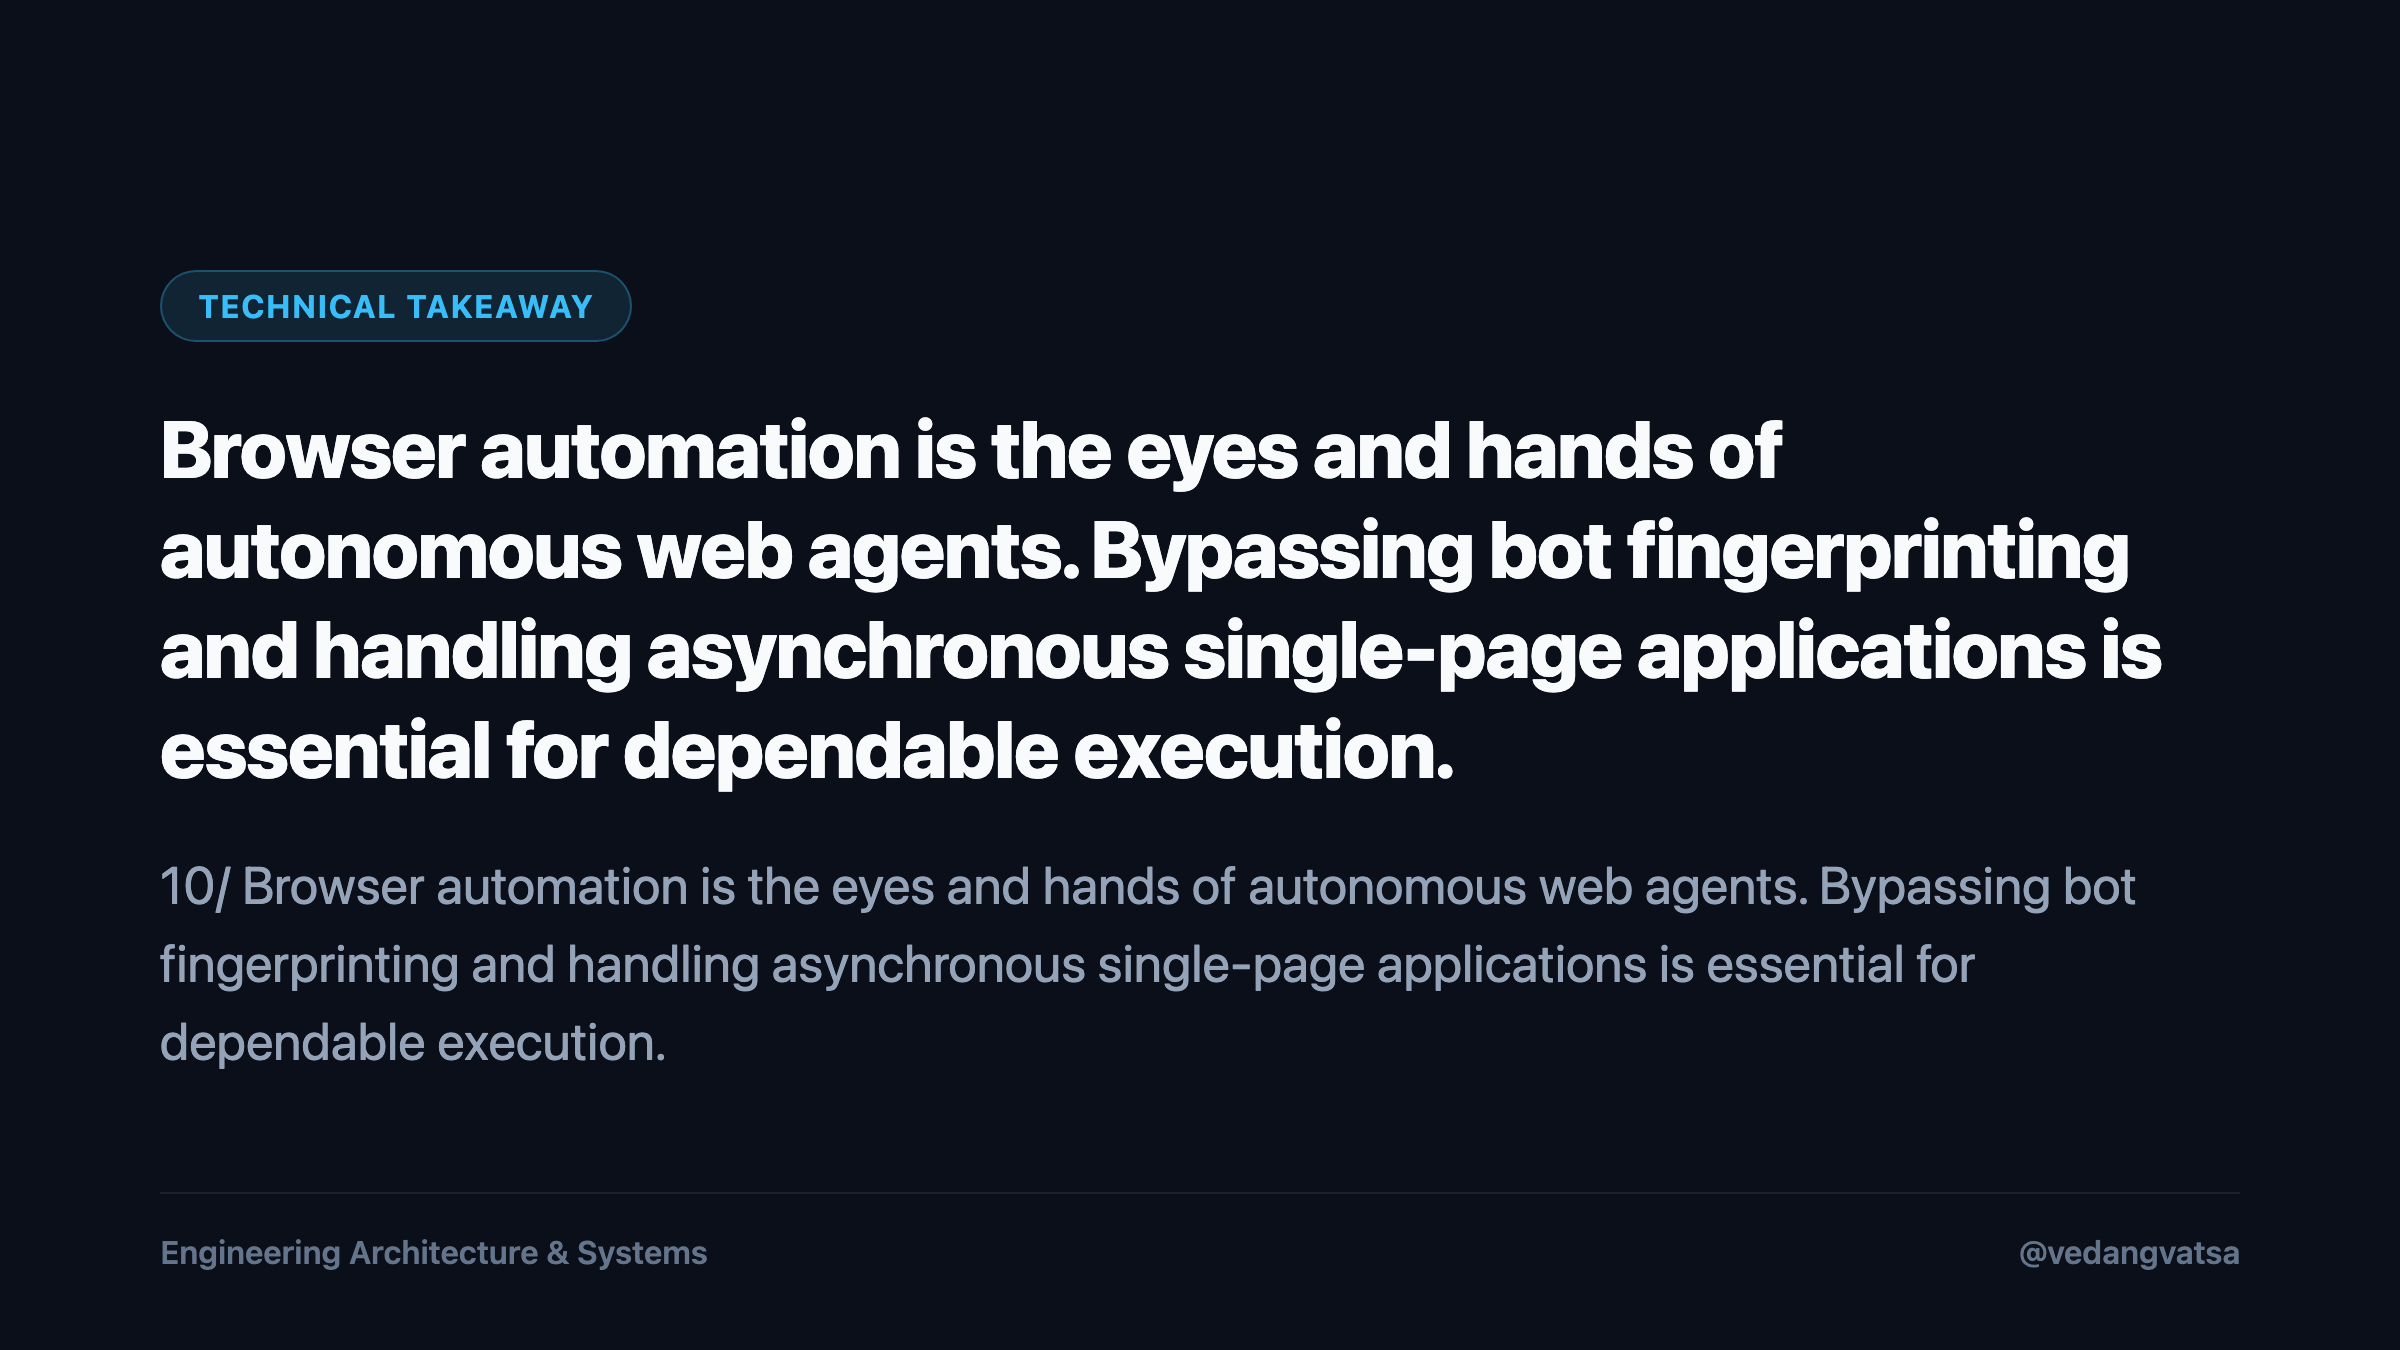 TECHNICAL TAKEAWAY
Browser automation is the eyes and hands of
autonomous web agents. Bypassing bot fingerprinting
and handling asynchronous single-page applications is
essential for dependable execution.
10/ Browser automation is the eyes and hands of autonomous web agents. Bypassing bot
fingerprinting and handling asynchronous single-page applications is essential for
dependable execution.
Engineering Architecture & Systems
@vedangvatsa